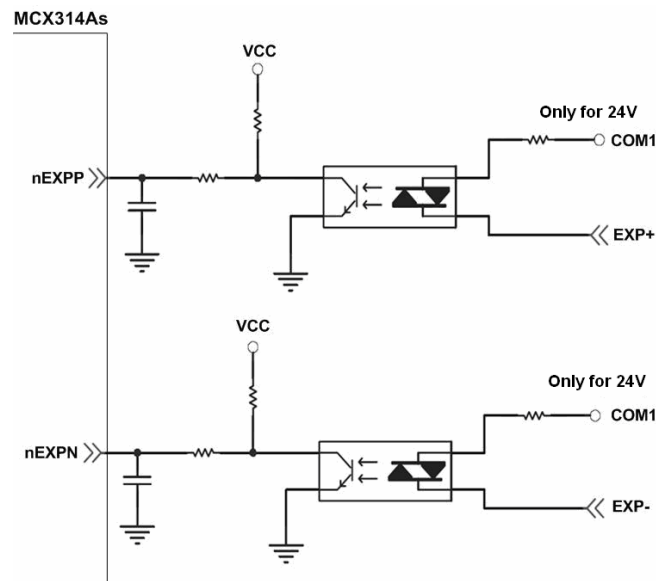 MCX314As
VCC
Only for 24V
COM1
nEXPP
EXP+
VCC
Only for 24V
COM1
nEXPN
EXP-